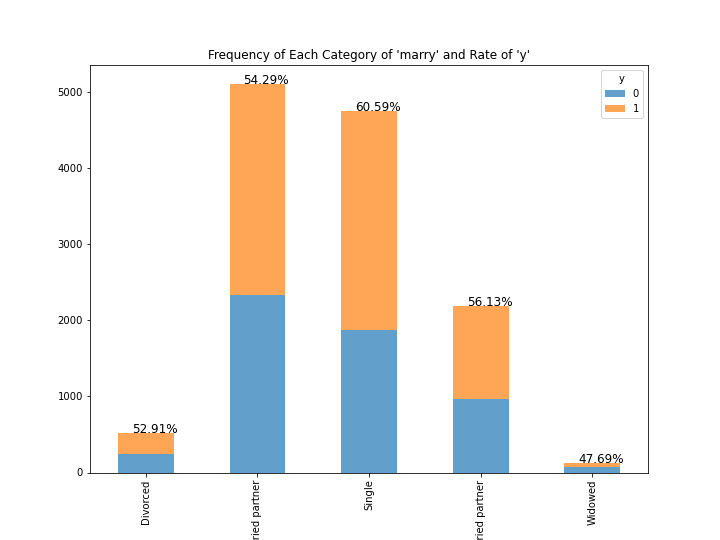 Frequency of Each Category of 'marry' and Rate of 'y'
y
0
1
5000
4000
3000
2000
1000
0
52.91%
54.29%
60.59%
56.13%
47.69%
Divorced
ried partner
Single
ried partner
Widowed